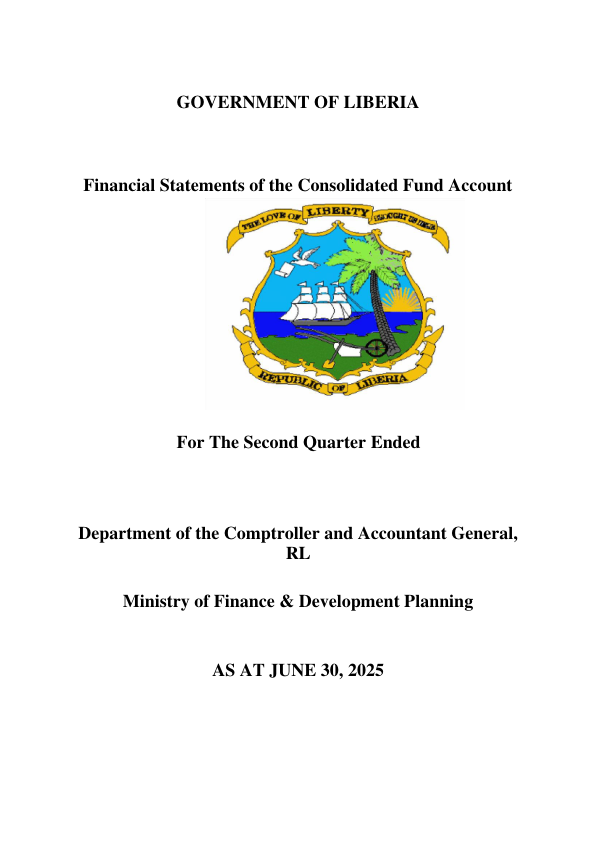 GOVERNMENT OF LIBERIA
Financial Statements of the Consolidated Fund Account
THE LOVE OF LIBERTY BROUGHT US HERE
REPUBLIC OF LIBERIA
For The Second Quarter Ended
Department of the Comptroller and Accountant General,
RL
Ministry of Finance & Development Planning
AS AT JUNE 30, 2025